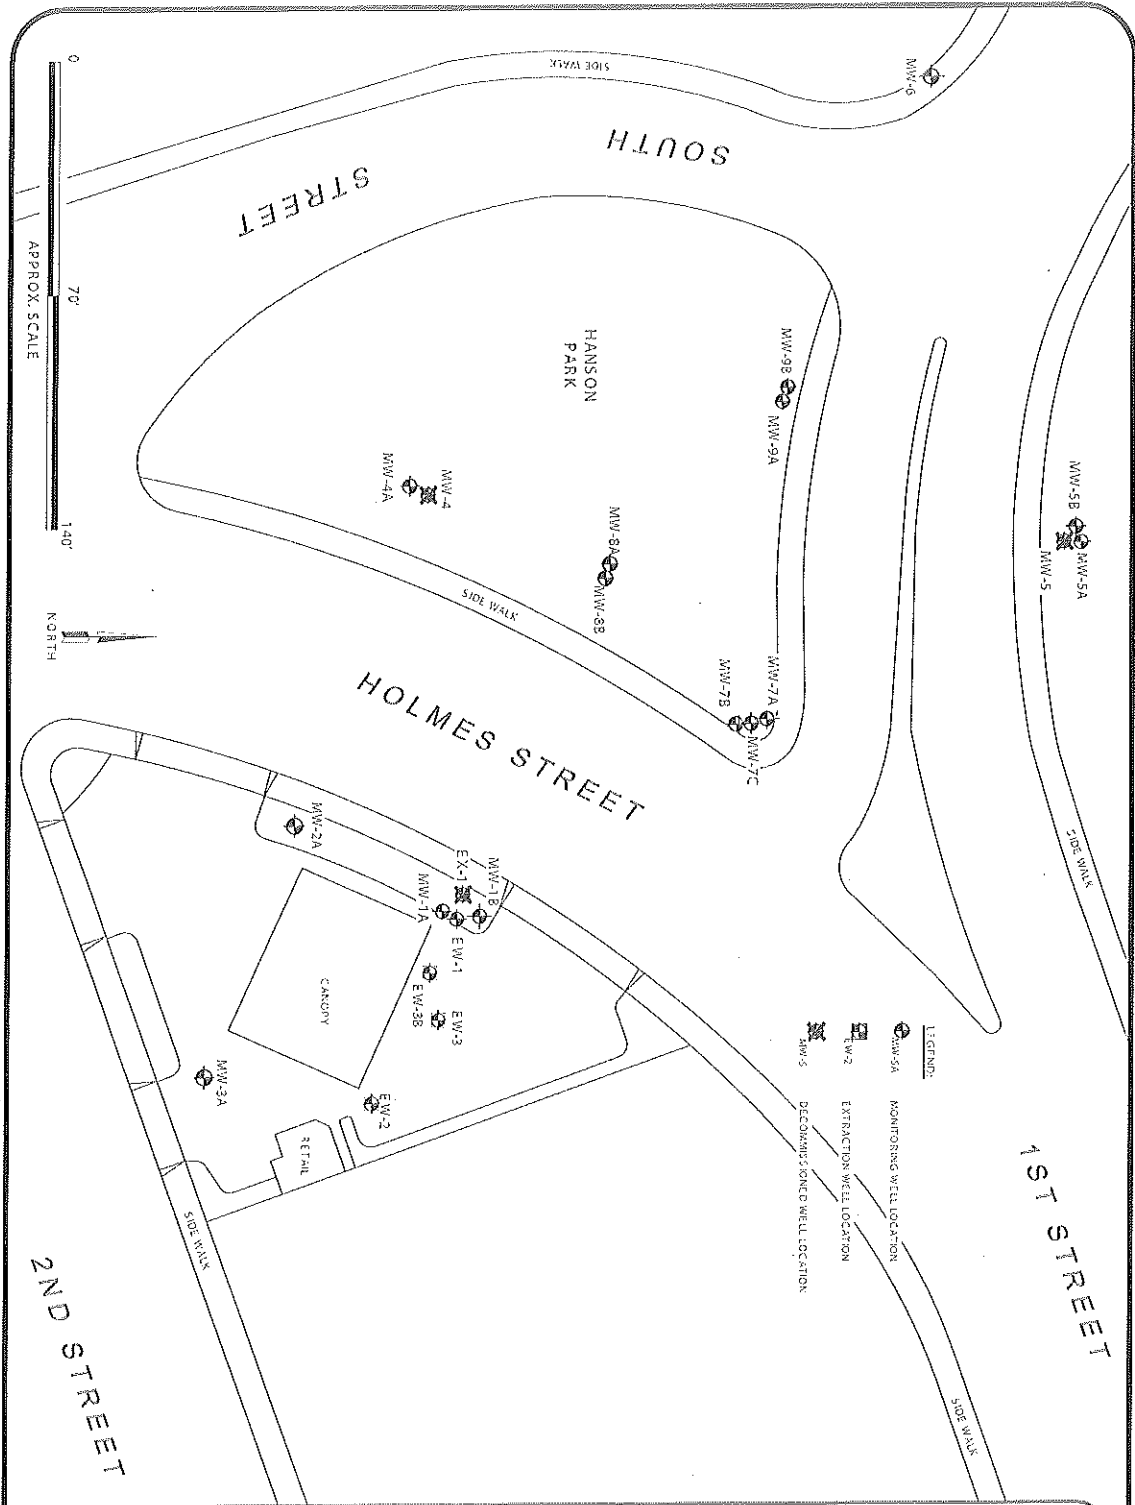 MW-6
SIDE WALK
SOUTH
STREET
0
70'
140'
APPROX. SCALE
NORTH
HANSON
PARK
MW-9B
MW-9A
MW-5B
MW-5A
MW-5
MW-4
MW-4A
MW-8A
MW-8B
SIDE WALK
MW-7A
MW-7B
MW-7C
HOLMES STREET
SIDE WALK
MW-2A
MW-1B
EX-1
MW-1A
EW-1
EW-3B
EW-3
CANOPY
MW-3A
EW-2
RETAIL
LEGEND:
MW-5A MONITORING WELL LOCATION
EW-2 EXTRACTION WELL LOCATION
MW-5 DECOMMISSIONED WELL LOCATION
1ST STREET
SIDE WALK
SIDE WALK
2ND STREET